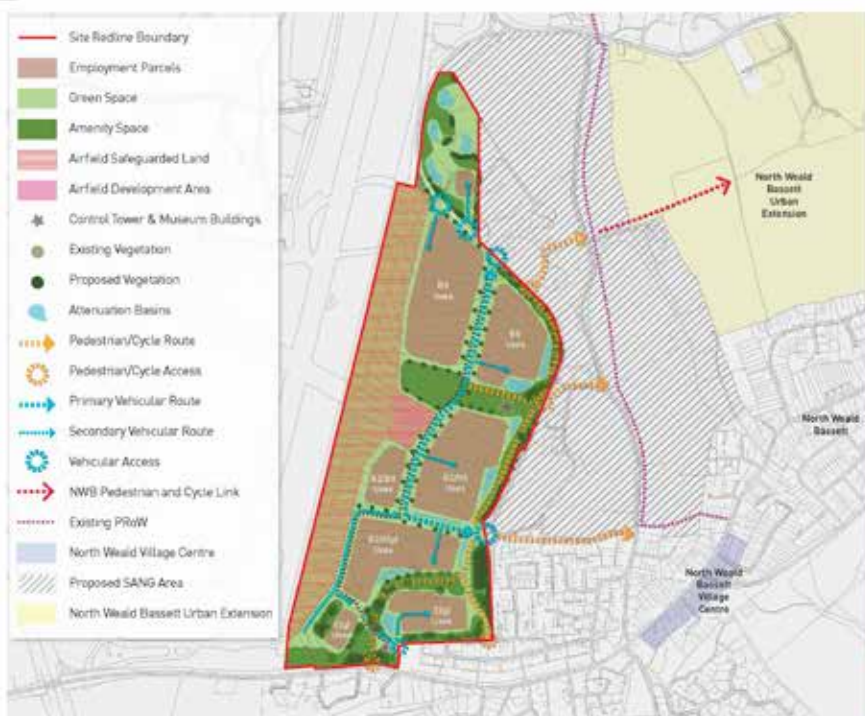 Site Redline Boundary
Employment Parcels
Green Space
Amenity Space
Airfield Safeguarded Land
Airfield Development Area
Control Tower & Museum Buildings
Existing Vegetation
Proposed Vegetation
Attenuation Basins
Pedestrian/Cycle Route
Pedestrian/Cycle Access
Primary Vehicular Route
Secondary Vehicular Route
Vehicular Access
NWB Pedestrian and Cycle Link
Existing PRoW
North Weald Village Centre
Proposed SANG Area
North Weald Bassett Urban Extension
North Weald
Bassett
Urban
Extension
Uses
Uses
Uses
Uses
Uses
Uses
Uses
North Weald
Bassett
North Weald
Bassett
Village
Centre